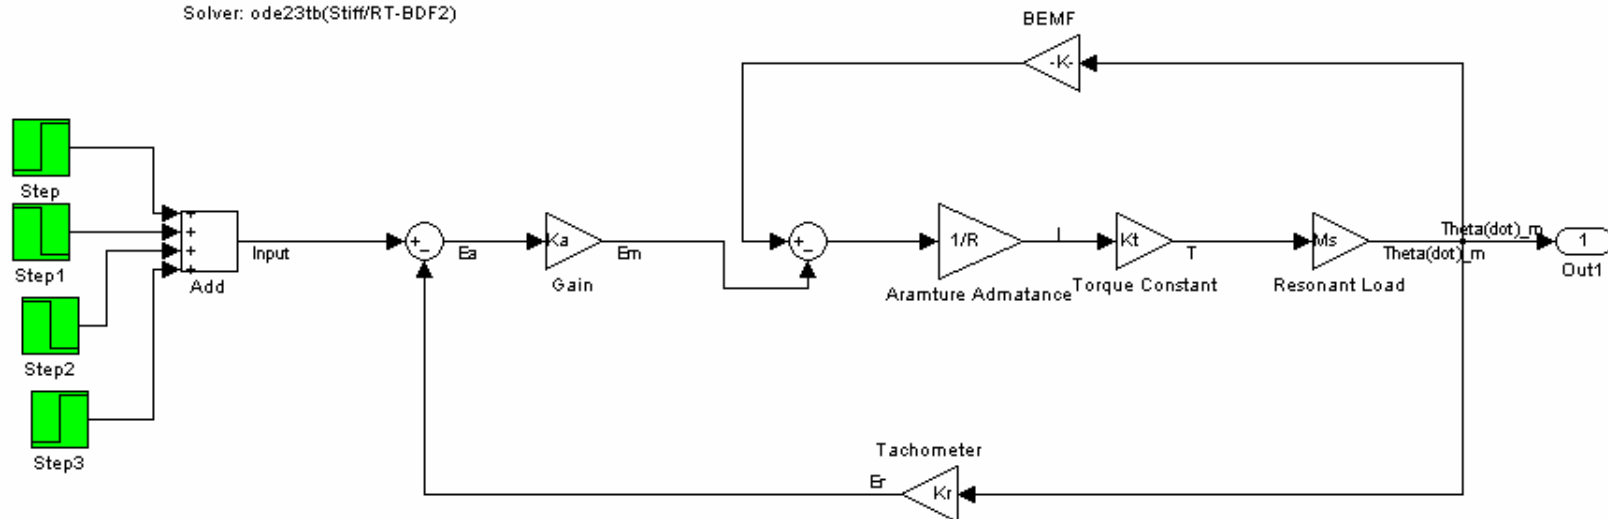 Solver: ode23tb(Stiff/RT-BDF2)
BEMF
-K-
Step
Step1
Step2
Step3
+
+
+
+
Add
Input
+
-
Ea
Ka
Gain
Em
+
-
1/R
Aramture Admatance
I
Kt
Torque Constant
T
Ms
Resonant Load
Theta(dot)_m
Theta(dot)_m
1
Out1
Tachometer
Kr
Er